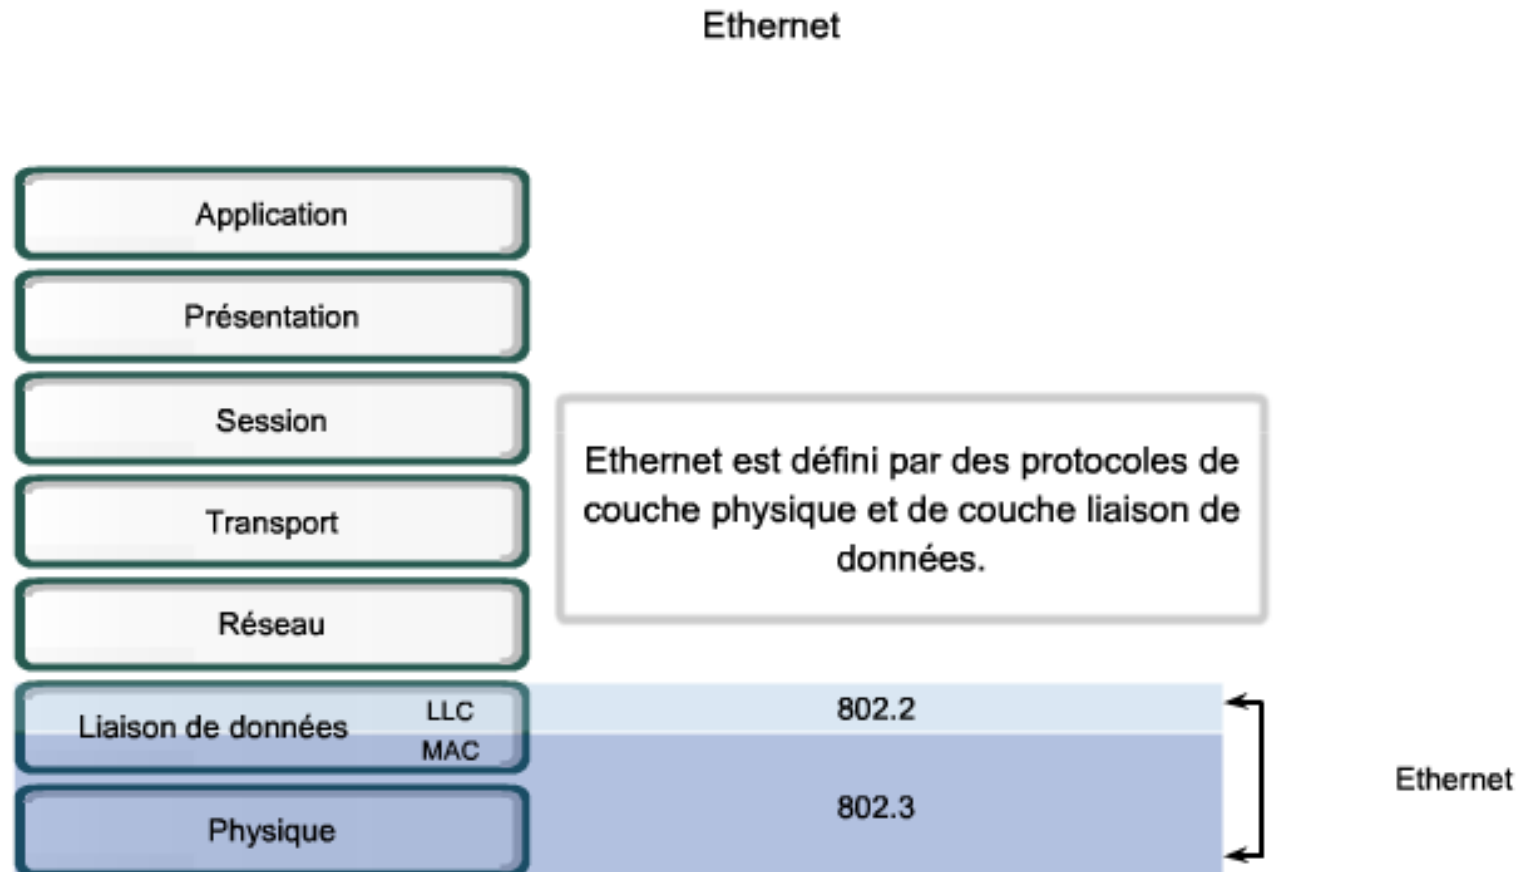 Ethernet
Application
Présentation
Session
Ethernet est défini par des protocoles de
couche physique et de couche liaison de
données.
Transport
Réseau
Liaison de données
LLC
MAC
802.2
802.3
Ethernet
Physique